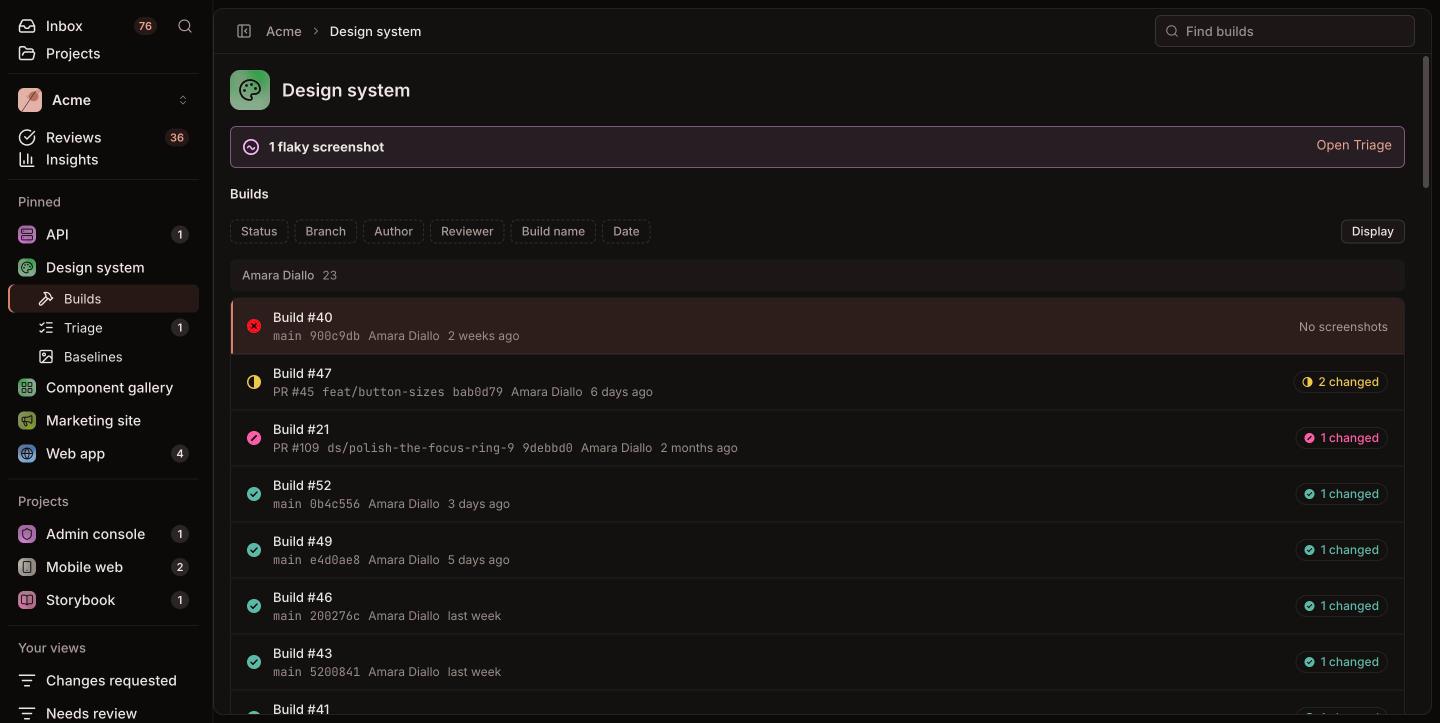 Inbox 76
Projects
Acme
Reviews 36
Insights
Pinned
API 1
Design system
Builds
Triage 1
Baselines
Component gallery
Marketing site
Web app 4
Projects
Admin console 1
Mobile web 2
Storybook 1
Your views
Changes requested
Needs review
Acme > Design system
Find builds
Design system
1 flaky screenshot
Open Triage
Builds
Status Branch Author Reviewer Build name Date
Display
Amara Diallo 23
Build #40
main 900c9db Amara Diallo 2 weeks ago
No screenshots
Build #47
PR #45 feat/button-sizes bab0d79 Amara Diallo 6 days ago
2 changed
Build #21
PR #109 ds/polish-the-focus-ring-9 9debbd0 Amara Diallo 2 months ago
1 changed
Build #52
main 0b4c556 Amara Diallo 3 days ago
1 changed
Build #49
main e4d0ae8 Amara Diallo 5 days ago
1 changed
Build #46
main 200276c Amara Diallo last week
1 changed
Build #43
main 5200841 Amara Diallo last week
1 changed
Build #41